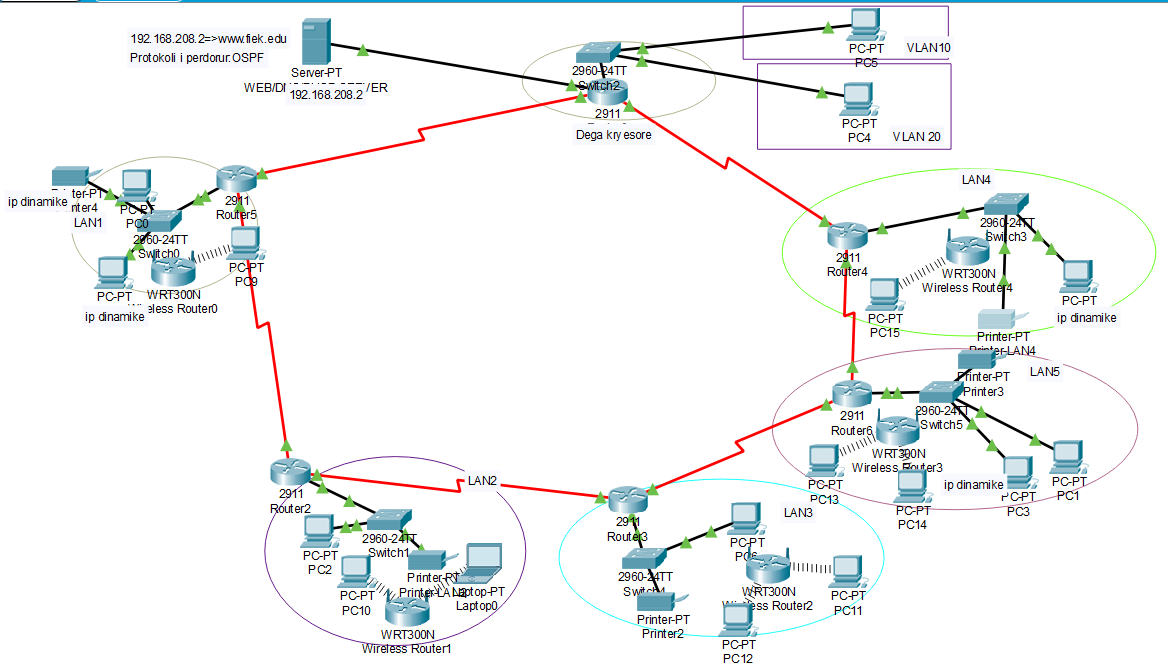 192.168.208.2=>www.fiek.edu
Protokoli i perdorur:OSPF
Server-PT
192.168.208.2
2960-24TT
Switch2
2911
Dega kryesore
PC-PT
PC5
VLAN10
PC-PT
PC4
VLAN 20
ip dinamike
LAN1
PC0
2960-24TT
Switch0
2911
Router5
PC-PT
PC9
PC-PT
ip dinamike
WRT300N
LAN4
2960-24TT
Switch3
2911
Router4
WRT300N
Wireless Router4
PC-PT
PC15
PC-PT
ip dinamike
Printer-PT
Printer-LAN4
LAN5
Printer-PT
Printer3
2911
Router6
2960-24TT
Switch5
WRT300N
Wireless Router3
PC-PT
PC13
PC-PT
PC14
ip dinamike
PC-PT
PC3
PC-PT
PC1
LAN2
2911
Router2
2960-24TT
Switch1
PC-PT
PC2
PC-PT
PC10
Printer-PT
Laptop0
WRT300N
Wireless Router1
LAN3
2911
Router3
2960-24TT
Printer-PT
Printer2
WRT300N
PC-PT
PC11
PC-PT
PC12